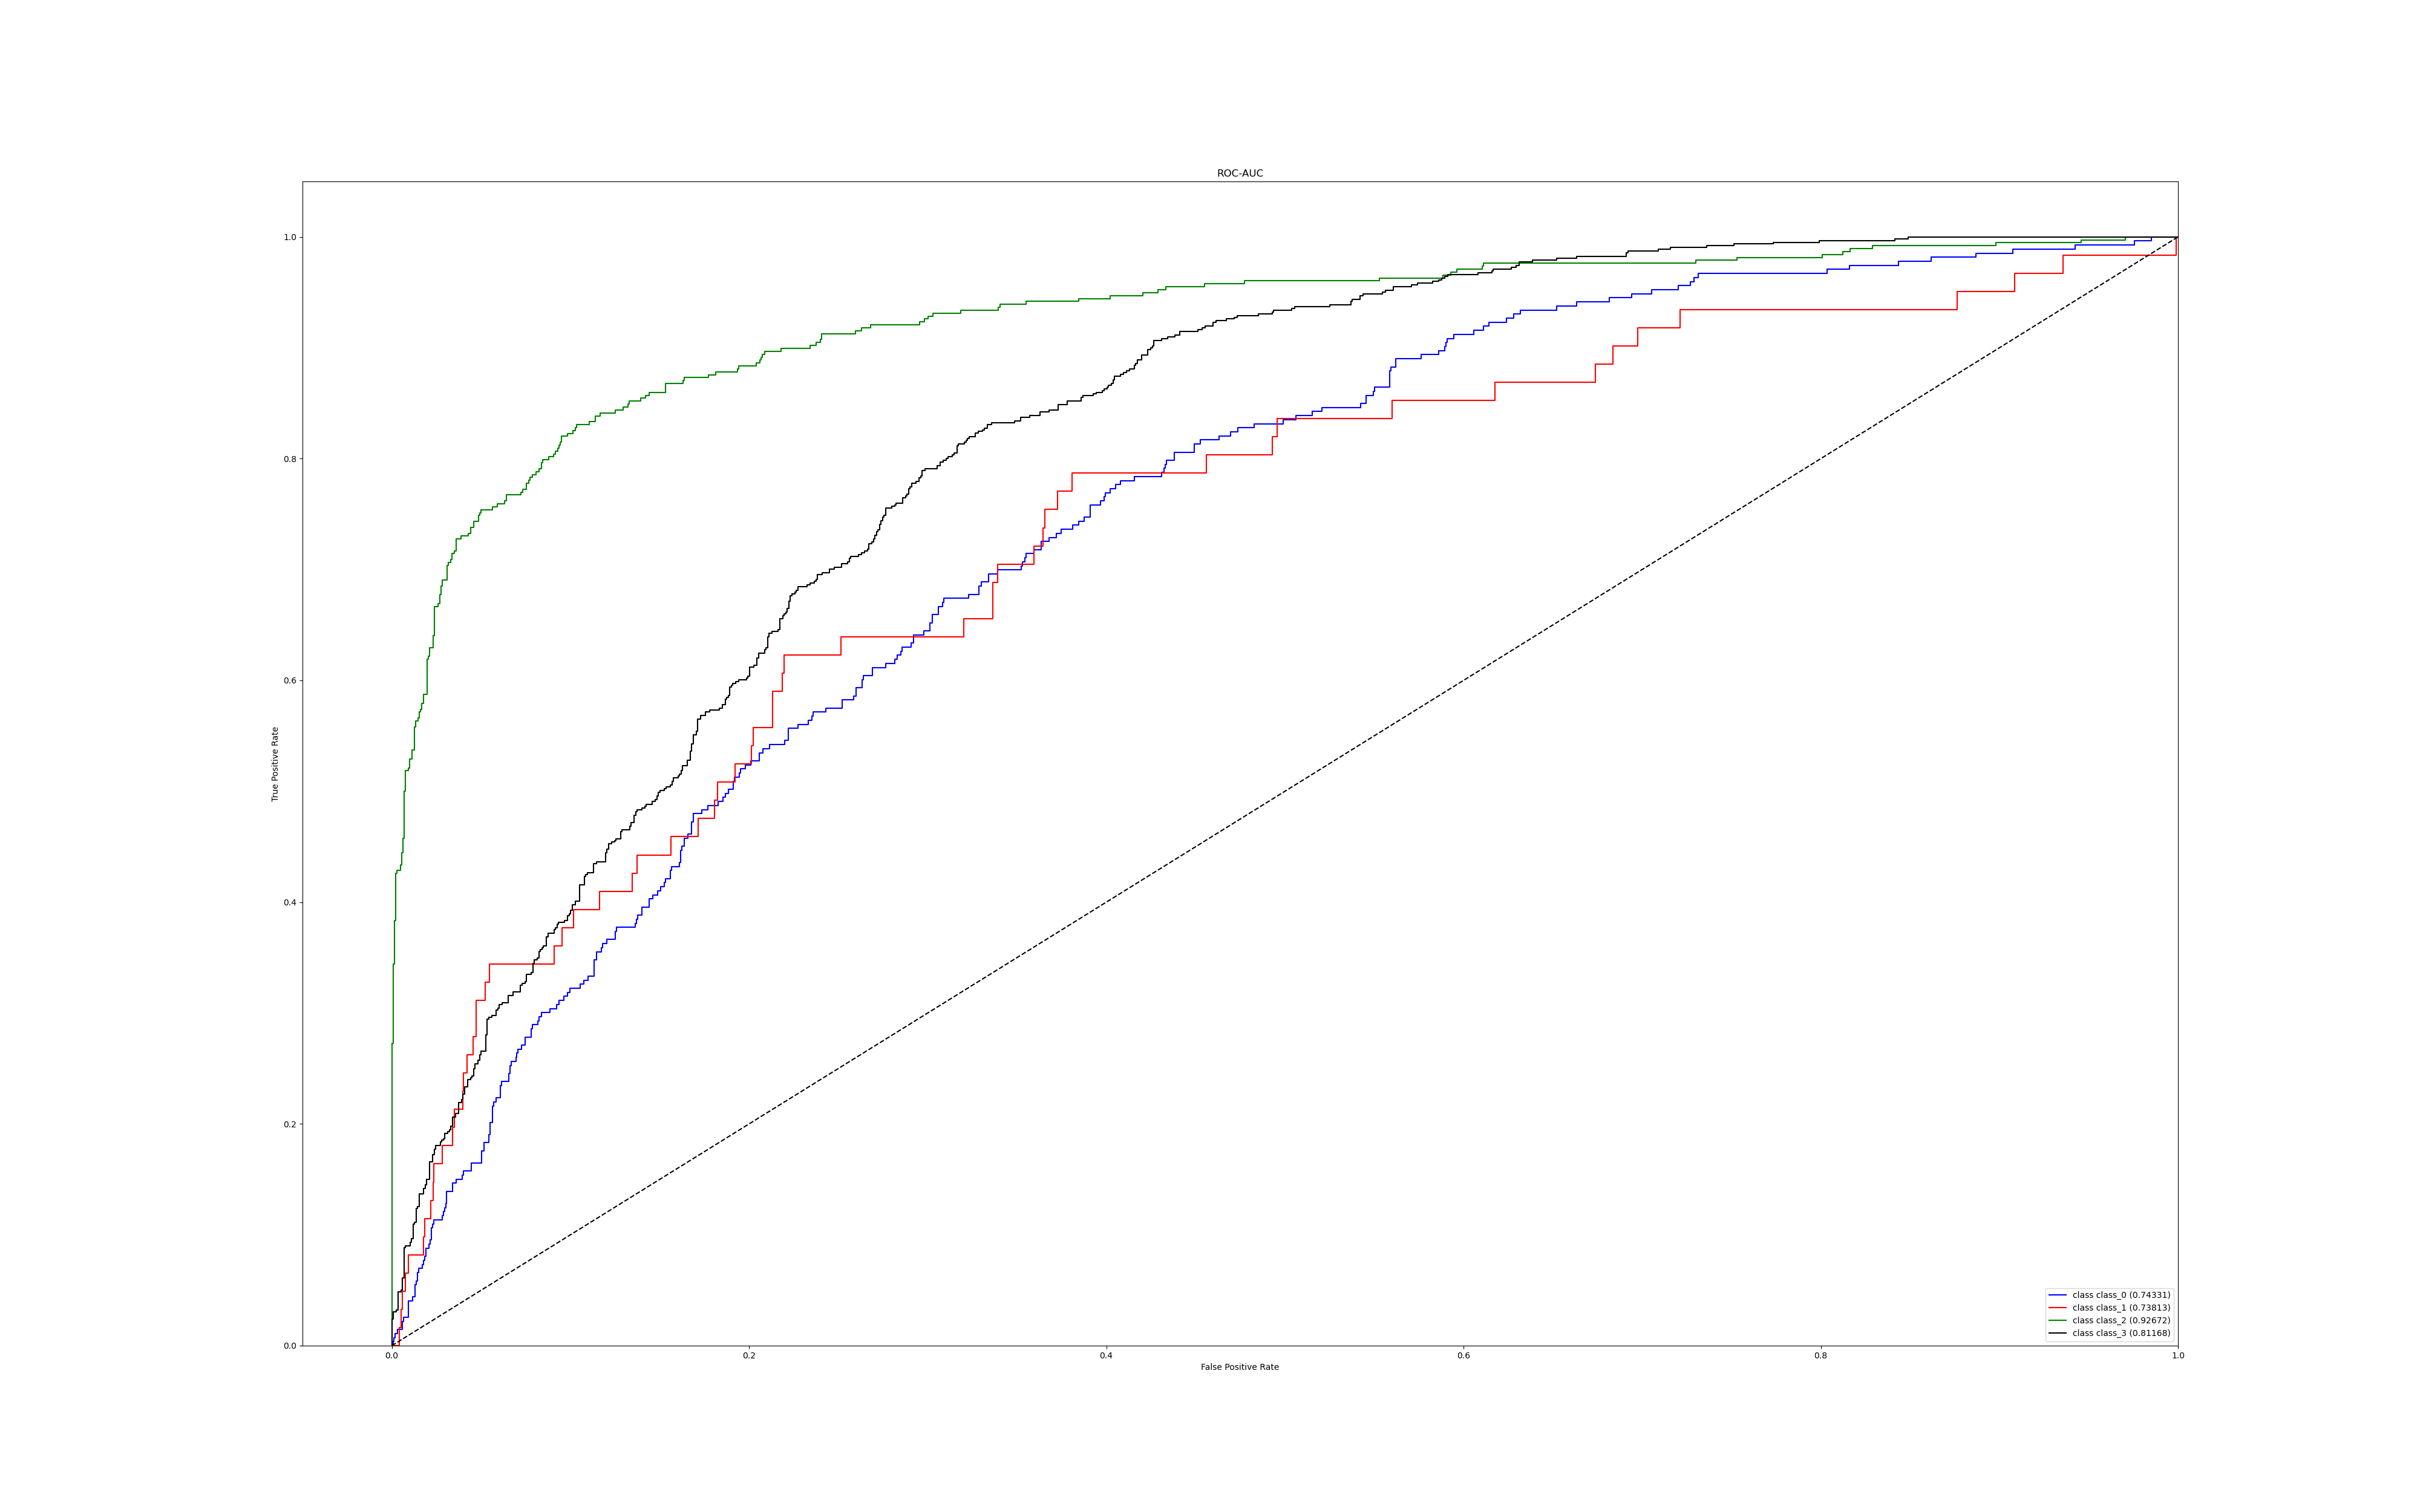 ROC-AUC
1.0
0.8
0.6
0.4
0.2
0.0
True Positive Rate
0.0 0.2 0.4 0.6 0.8 1.0
False Positive Rate
class class_0 (0.74331)
class class_1 (0.73813)
class class_2 (0.92672)
class class_3 (0.81168)